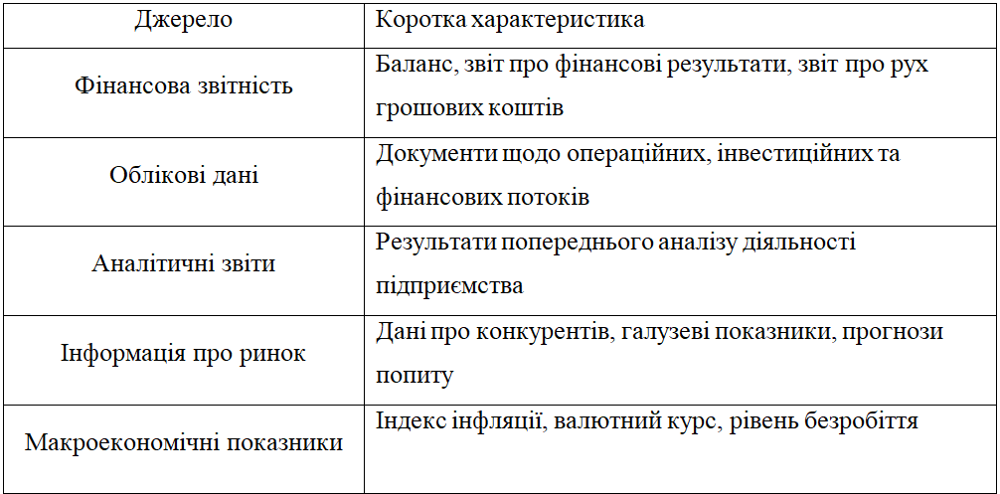 Джерело
Коротка характеристика
Фінансова звітність
Баланс, звіт про фінансові результати, звіт про рух
грошових коштів
Облікові дані
Документи щодо операційних, інвестиційних та
фінансових потоків
Аналітичні звіти
Результати попереднього аналізу діяльності
підприємства
Інформація про ринок
Дані про конкурентів, галузеві показники, прогнози
попиту
Макроекономічні показники
Індекс інфляції, валютний курс, рівень безробіття